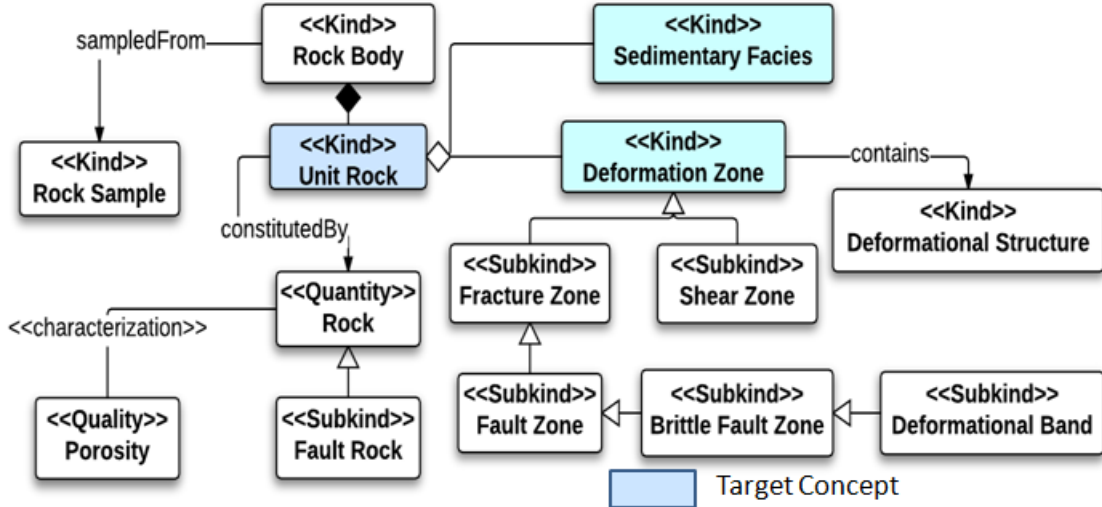 <<Kind>>
Rock Body
sampledFrom
<<Kind>>
Sedimentary Facies
<<Kind>>
Rock Sample
<<Kind>>
Unit Rock
<<Kind>>
Deformation Zone
contains
<<Kind>>
Deformational Structure
constitutedBy
<<Subkind>>
Fracture Zone
<<Subkind>>
Shear Zone
<<Quantity>>
Rock
<<characterization>>
<<Quality>>
Porosity
<<Subkind>>
Fault Rock
<<Subkind>>
Fault Zone
<<Subkind>>
Brittle Fault Zone
<<Subkind>>
Deformational Band
Target Concept